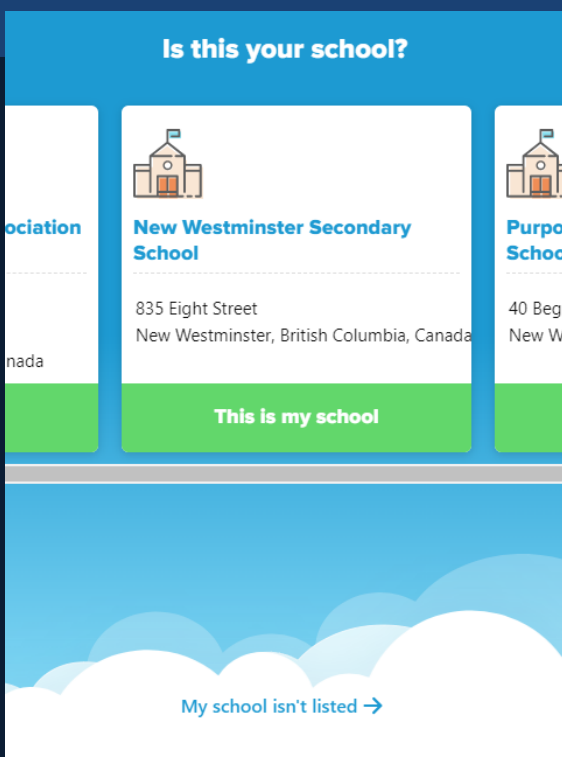 Is this your school?
ociation
nada
New Westminster Secondary
School
835 Eight Street
New Westminster, British Columbia, Canada
This is my school
Purpo
Schoo
40 Beg
New W
My school isn't listed →